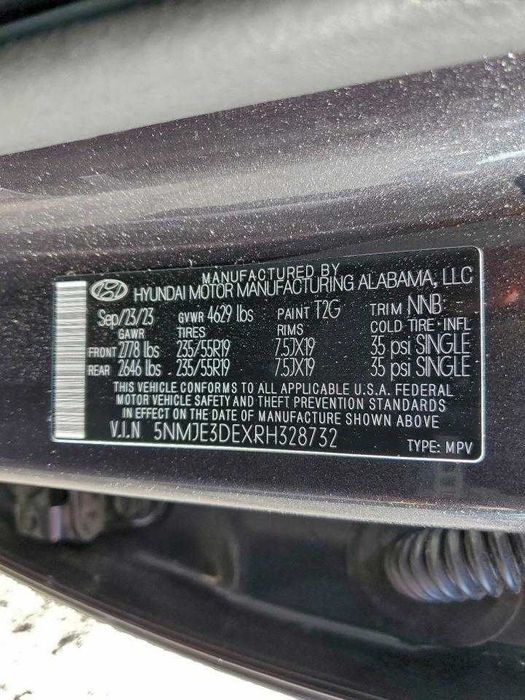 MANUFACTURED BY
HYUNDAI MOTOR MANUFACTURING ALABAMA, LLC
Sep/23/23 GVWR 4629 lbs PAINT T2G TRIM NNB
GAWR TIRES RIMS COLD TIRE - INFL
FRONT 2778 lbs 235/55R19 7.5JX19 35 psi SINGLE
REAR 2646 lbs 235/55R19 7.5JX19 35 psi SINGLE
THIS VEHICLE CONFORMS TO ALL APPLICABLE U.S.A. FEDERAL
MOTOR VEHICLE SAFETY AND THEFT PREVENTION STANDARDS
IN EFFECT ON THE DATE OF MANUFACTURE SHOWN ABOVE
V.I.N 5NMJE3DEXRH328732 TYPE: MPV